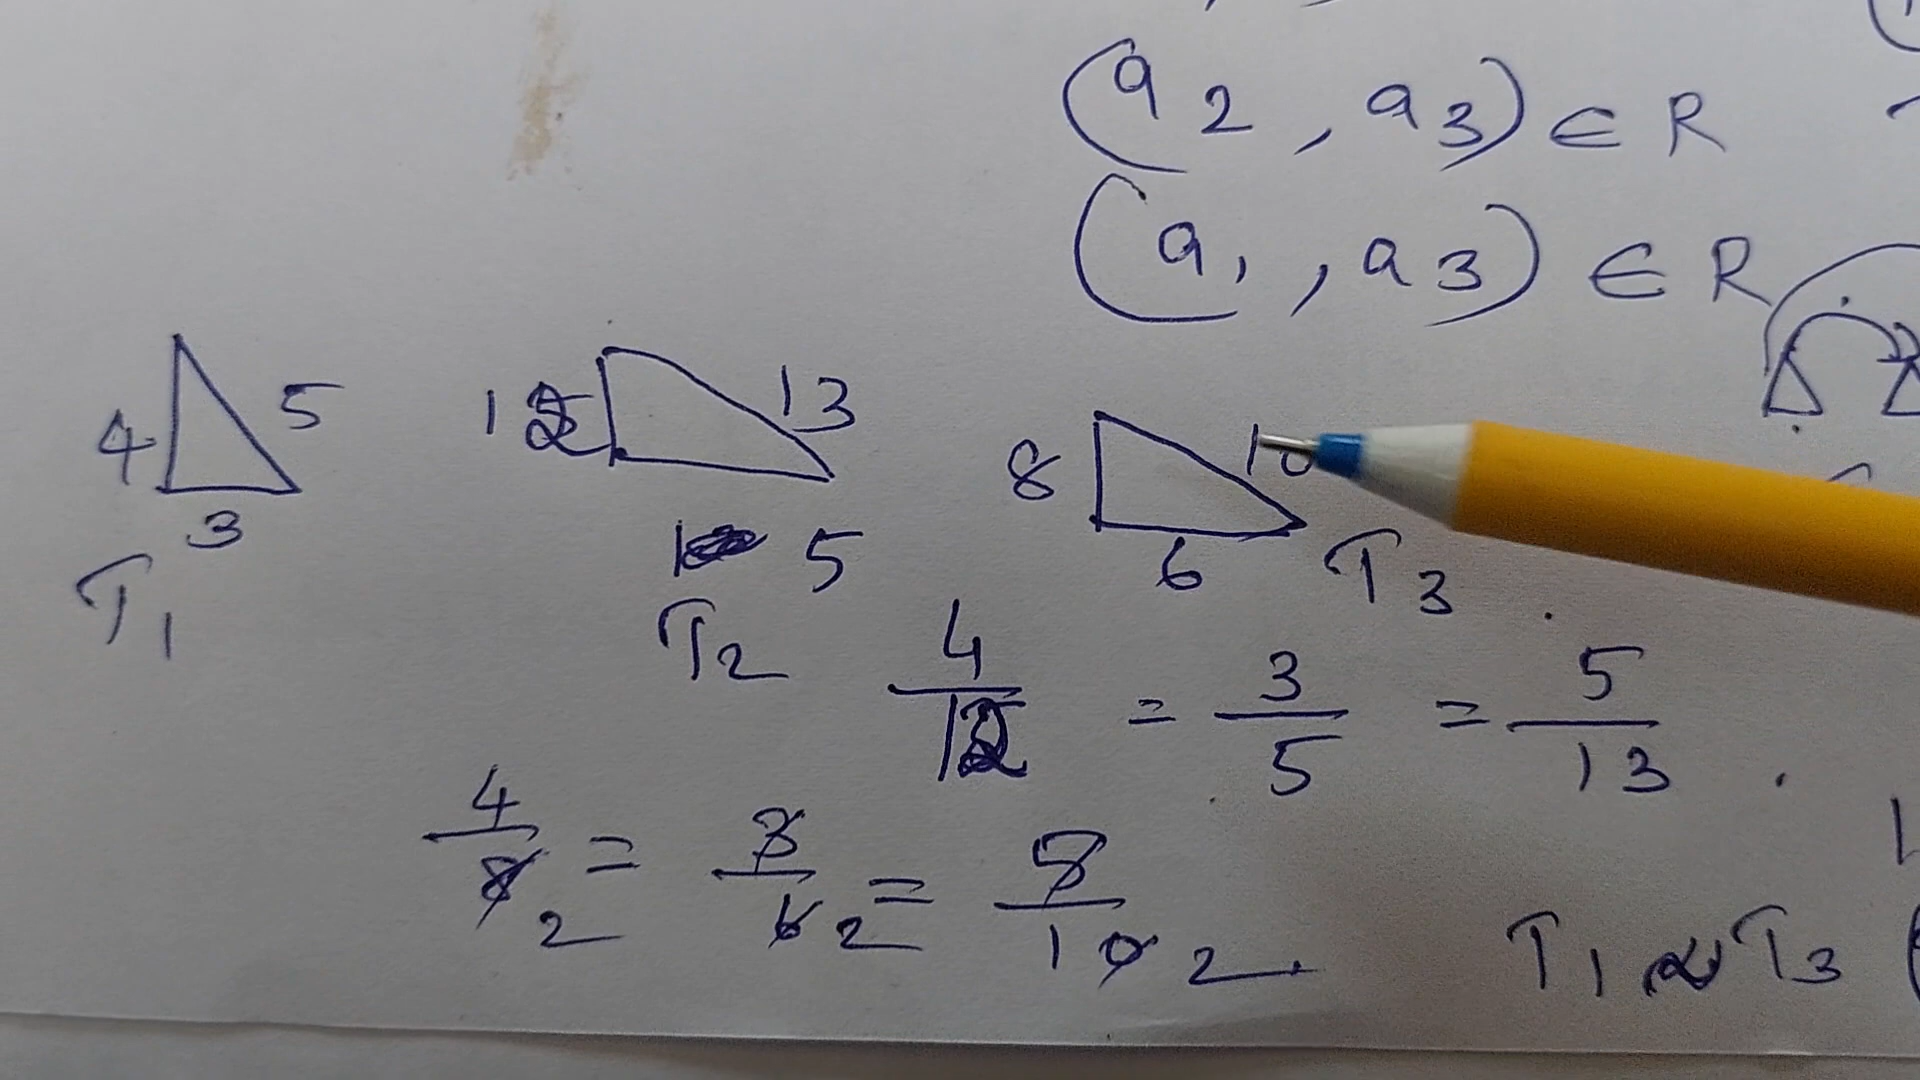 (a2, a3) ∈ R
(a1, a3) ∈ R
4 5 3
T1
12 13 5
T2
8 10 6 T3
4/12 = 3/5 = 5/13
4/8 2 = 3/6 2 = 5/10 2
T1 ~ T3